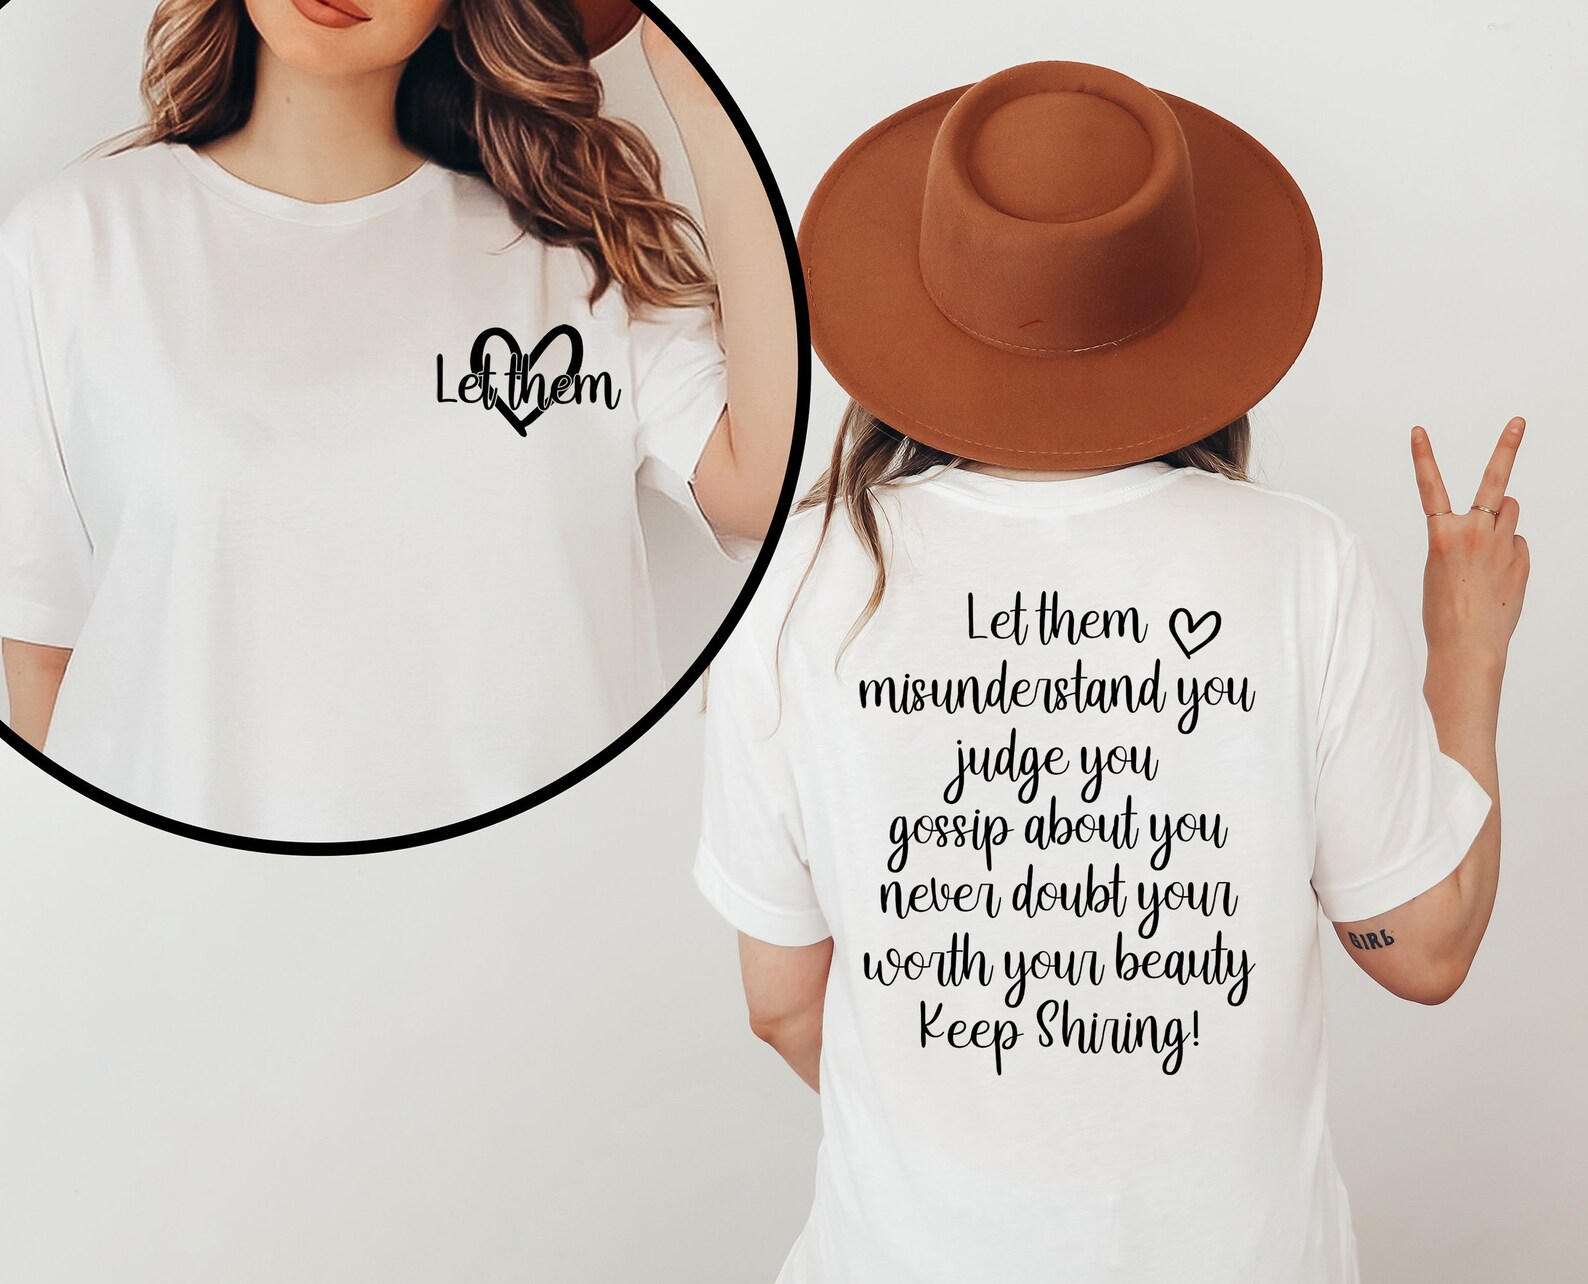 Let them
Let them
misunderstand you
judge you
gossip about you
never doubt your
worth your beauty
Keep Shiring!
GIRL